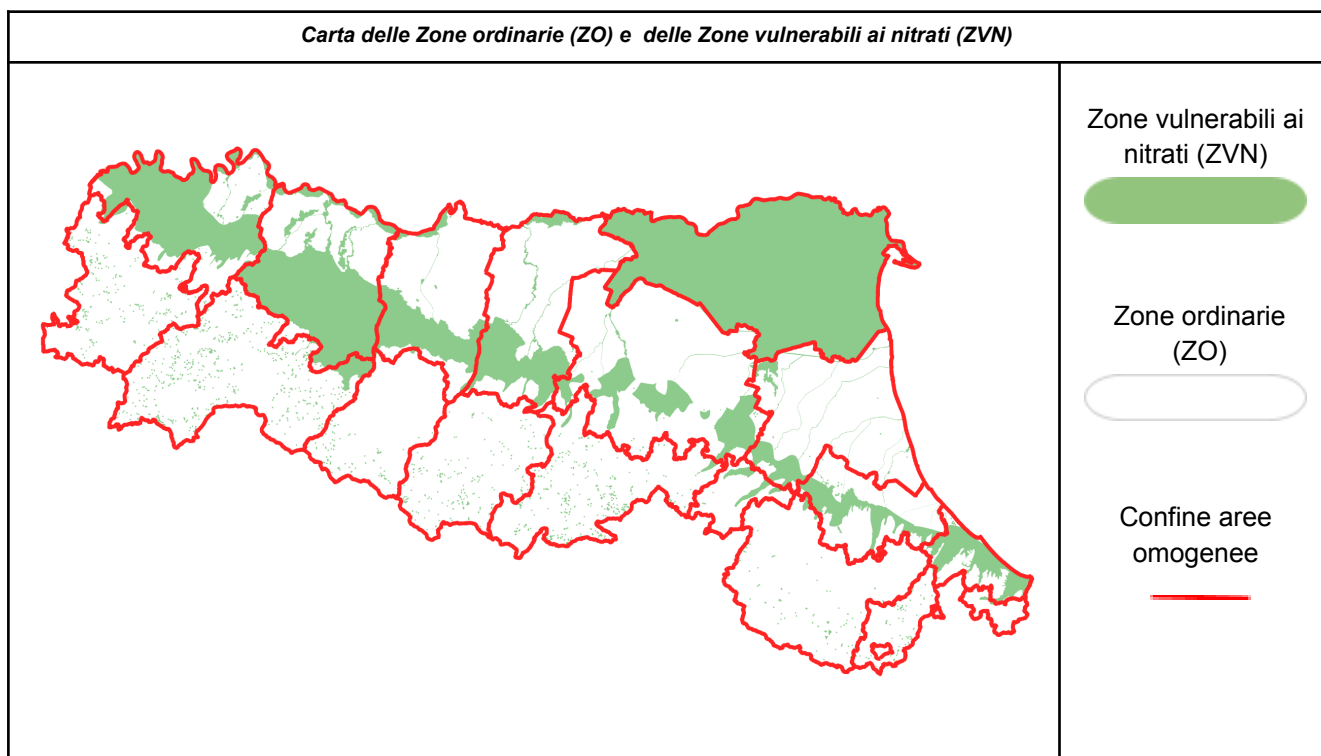 Carta delle Zone ordinarie (ZO) e delle Zone vulnerabili ai nitrati (ZVN)
Zone vulnerabili ai
nitrati (ZVN)
Zone ordinarie
(ZO)
Confine aree
omogenee